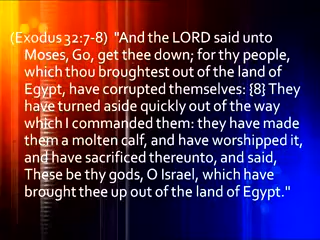 (Exodus 32:7-8)  "And the LORD said unto
Moses, Go, get thee down; for thy people,
which thou broughtest out of the land of
Egypt, have corrupted themselves: {8} They
have turned aside quickly out of the way
which I commanded them: they have made
them a molten calf, and have worshipped it,
and have sacrificed thereunto, and said,
These be thy gods, O Israel, which have
brought thee up out of the land of Egypt."